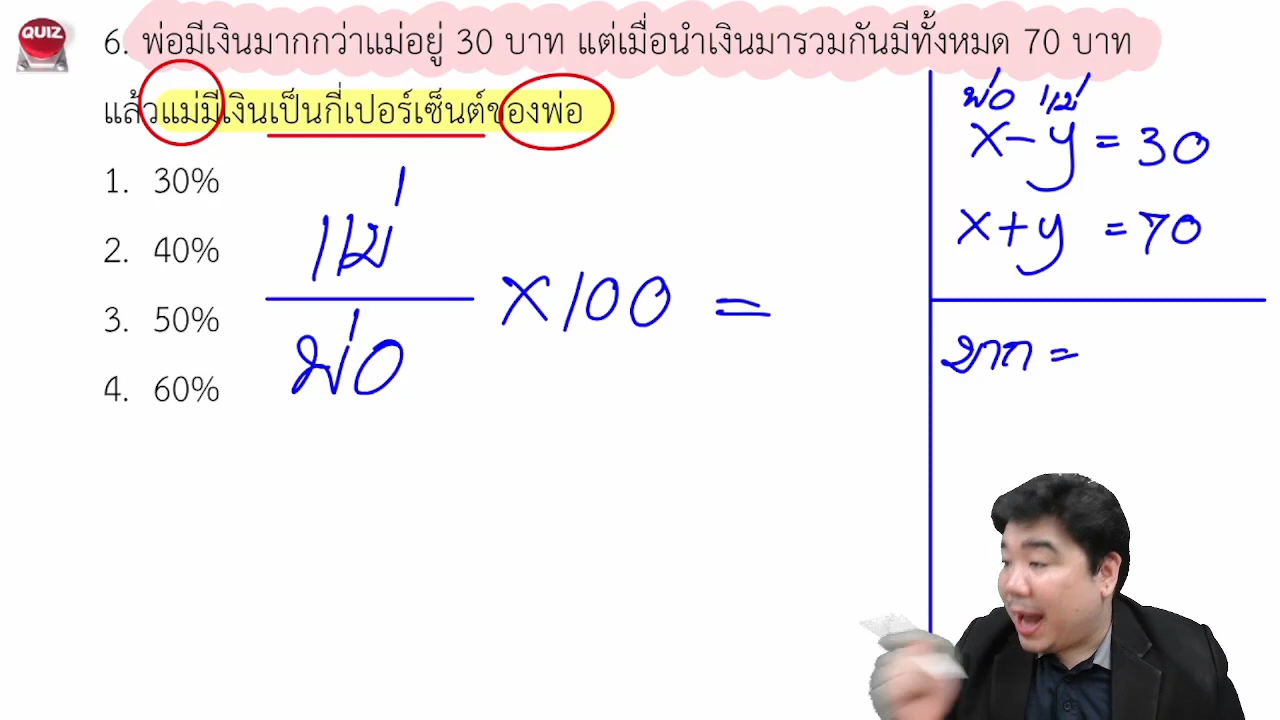 QUIZ
6. พ่อมีเงินมากกว่าแม่อยู่ 30 บาท แต่เมื่อนำเงินมารวมกันมีทั้งหมด 70 บาท
แล้วแม่มีเงินเป็นกี่เปอร์เซ็นต์ของพ่อ
1. 30%
2. 40%
3. 50%
4. 60%
แม่
พ่อ
×100 =
พ่อ แม่
x - y = 30
x + y = 70
มาก =